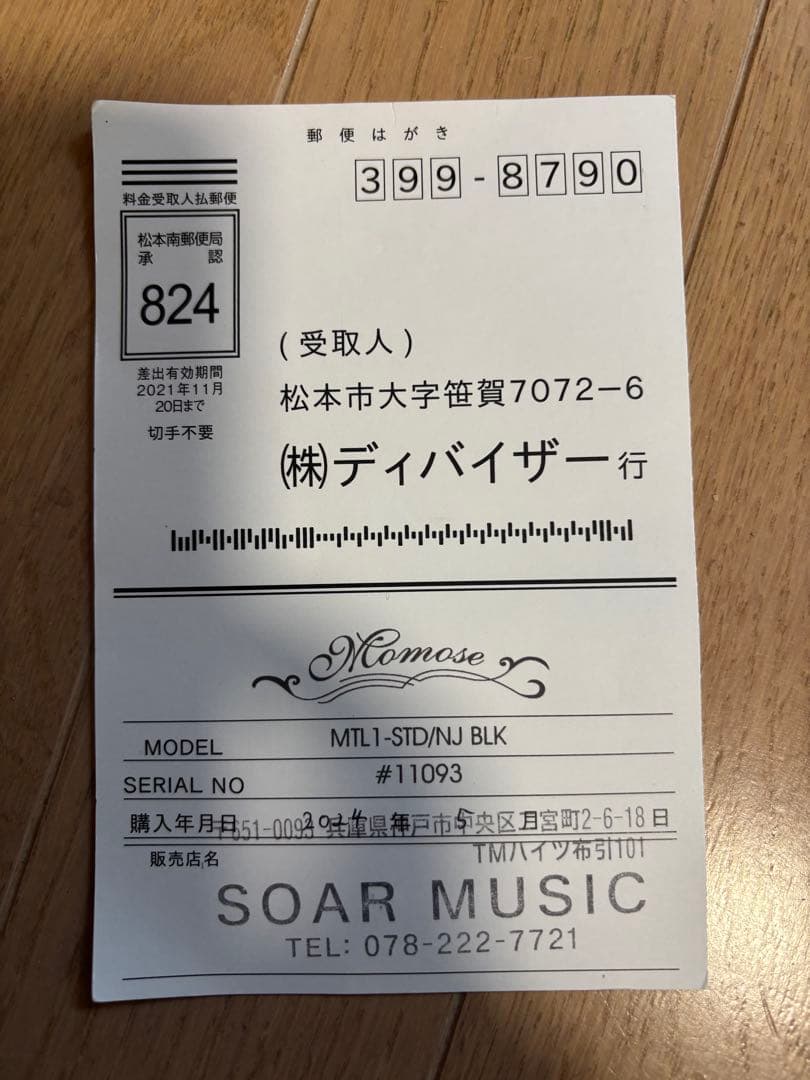 郵便はがき
399-8790
料金受取人払郵便
松本南郵便局
承認
824
差出有効期間
2021年11月
20日まで
切手不要
(受取人)
松本市大字笹賀7072-6
㈱ディバイザー行
Momose
MODEL MTL1-STD/NJ BLK
SERIAL NO #11093
購入年月日 年 5 月 日
〒651-0095 兵庫県神戸市中央区二宮町2-6-18
TMハイツ布引101
販売店名
SOAR MUSIC
TEL: 078-222-7721